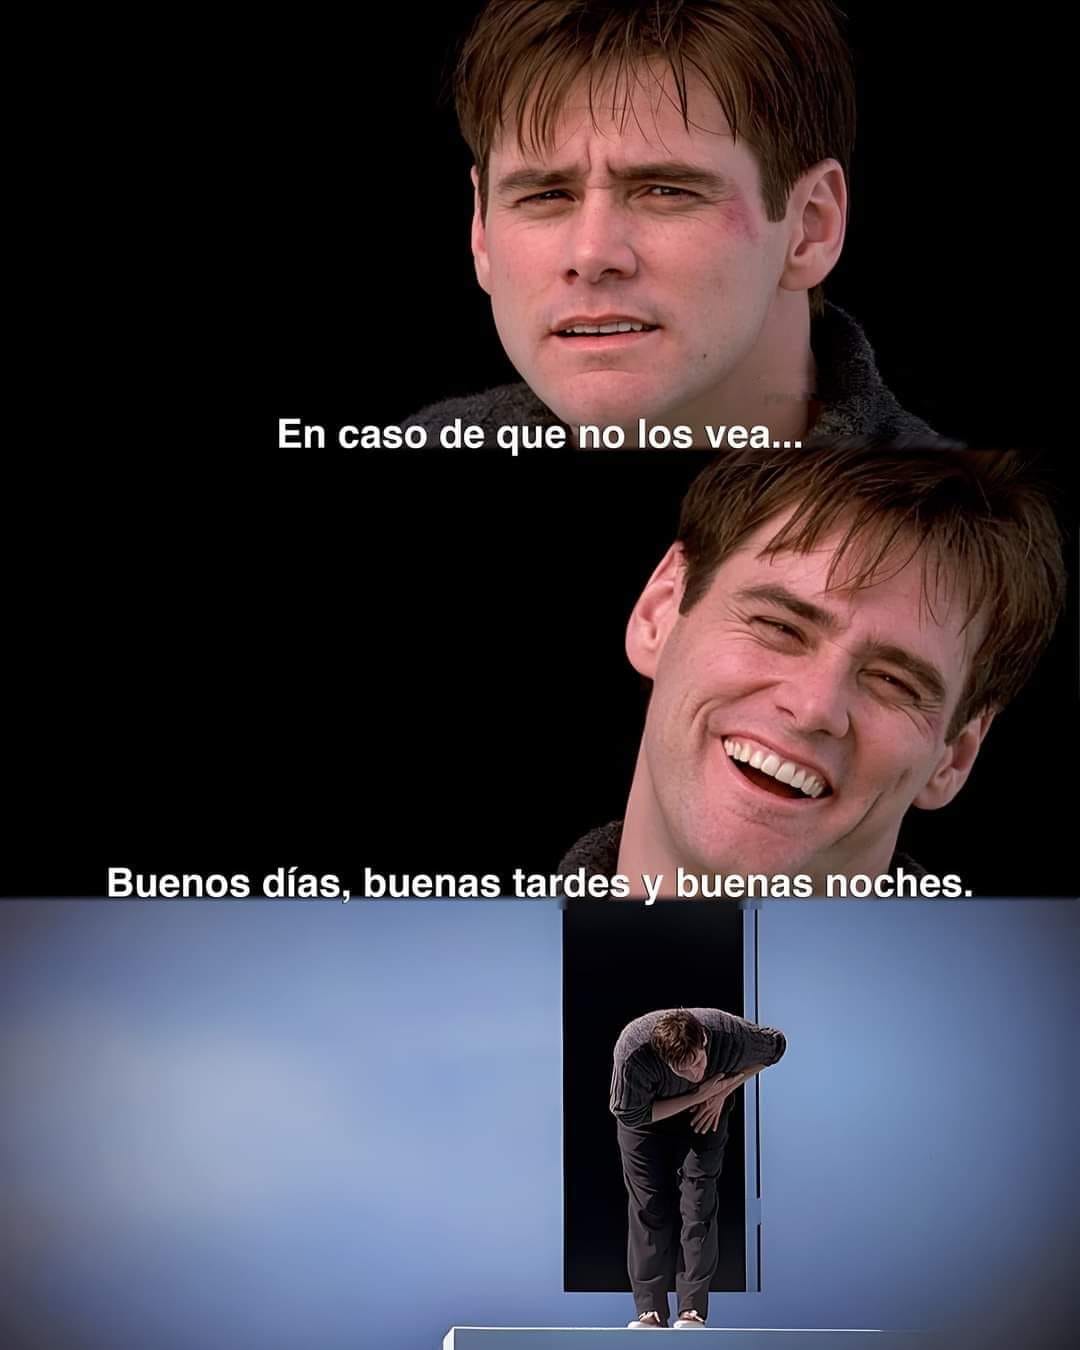 En caso de que no los vea...
Buenos días, buenas tardes y buenas noches.